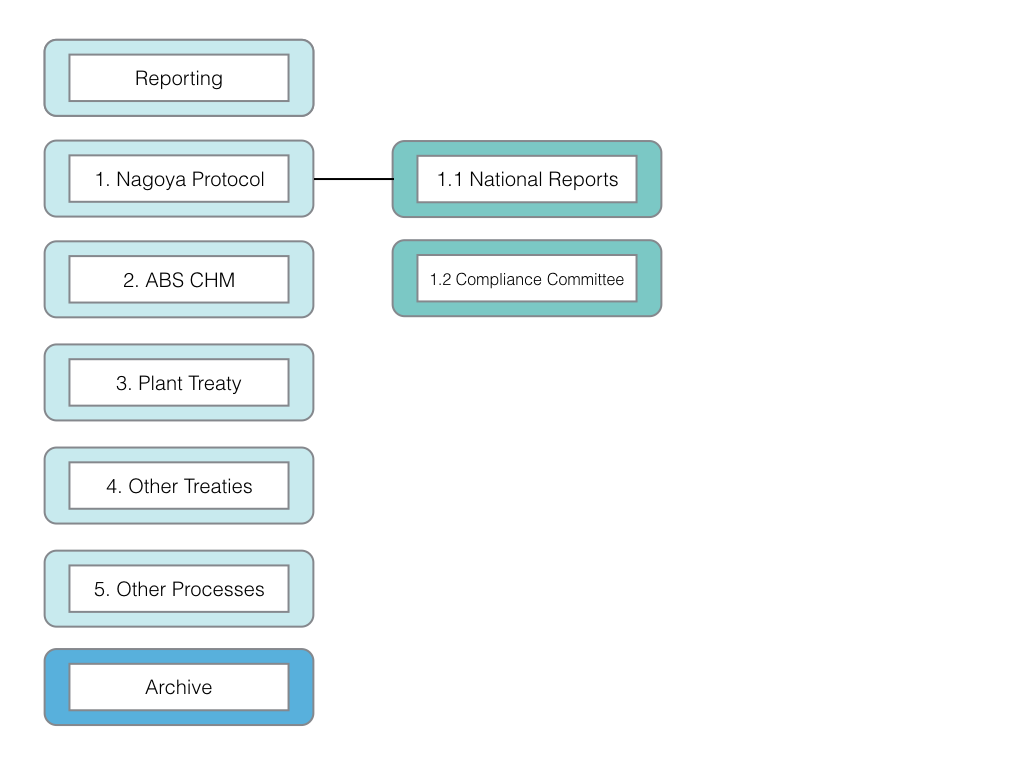 Reporting
1. Nagoya Protocol
1.1 National Reports
2. ABS CHM
1.2 Compliance Committee
3. Plant Treaty
4. Other Treaties
5. Other Processes
Archive